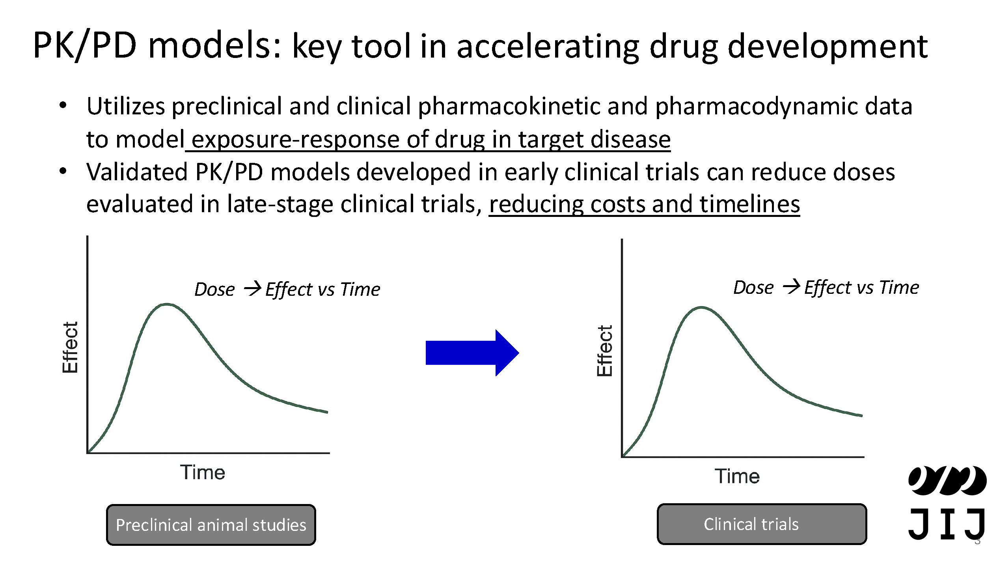 PK/PD models: key tool in accelerating drug development
• Utilizes preclinical and clinical pharmacokinetic and pharmacodynamic data
to model exposure-response of drug in target disease
• Validated PK/PD models developed in early clinical trials can reduce doses
evaluated in late-stage clinical trials, reducing costs and timelines
Dose → Effect vs Time
Effect
Time
Preclinical animal studies
Dose → Effect vs Time
Effect
Time
Clinical trials
JIJ
3